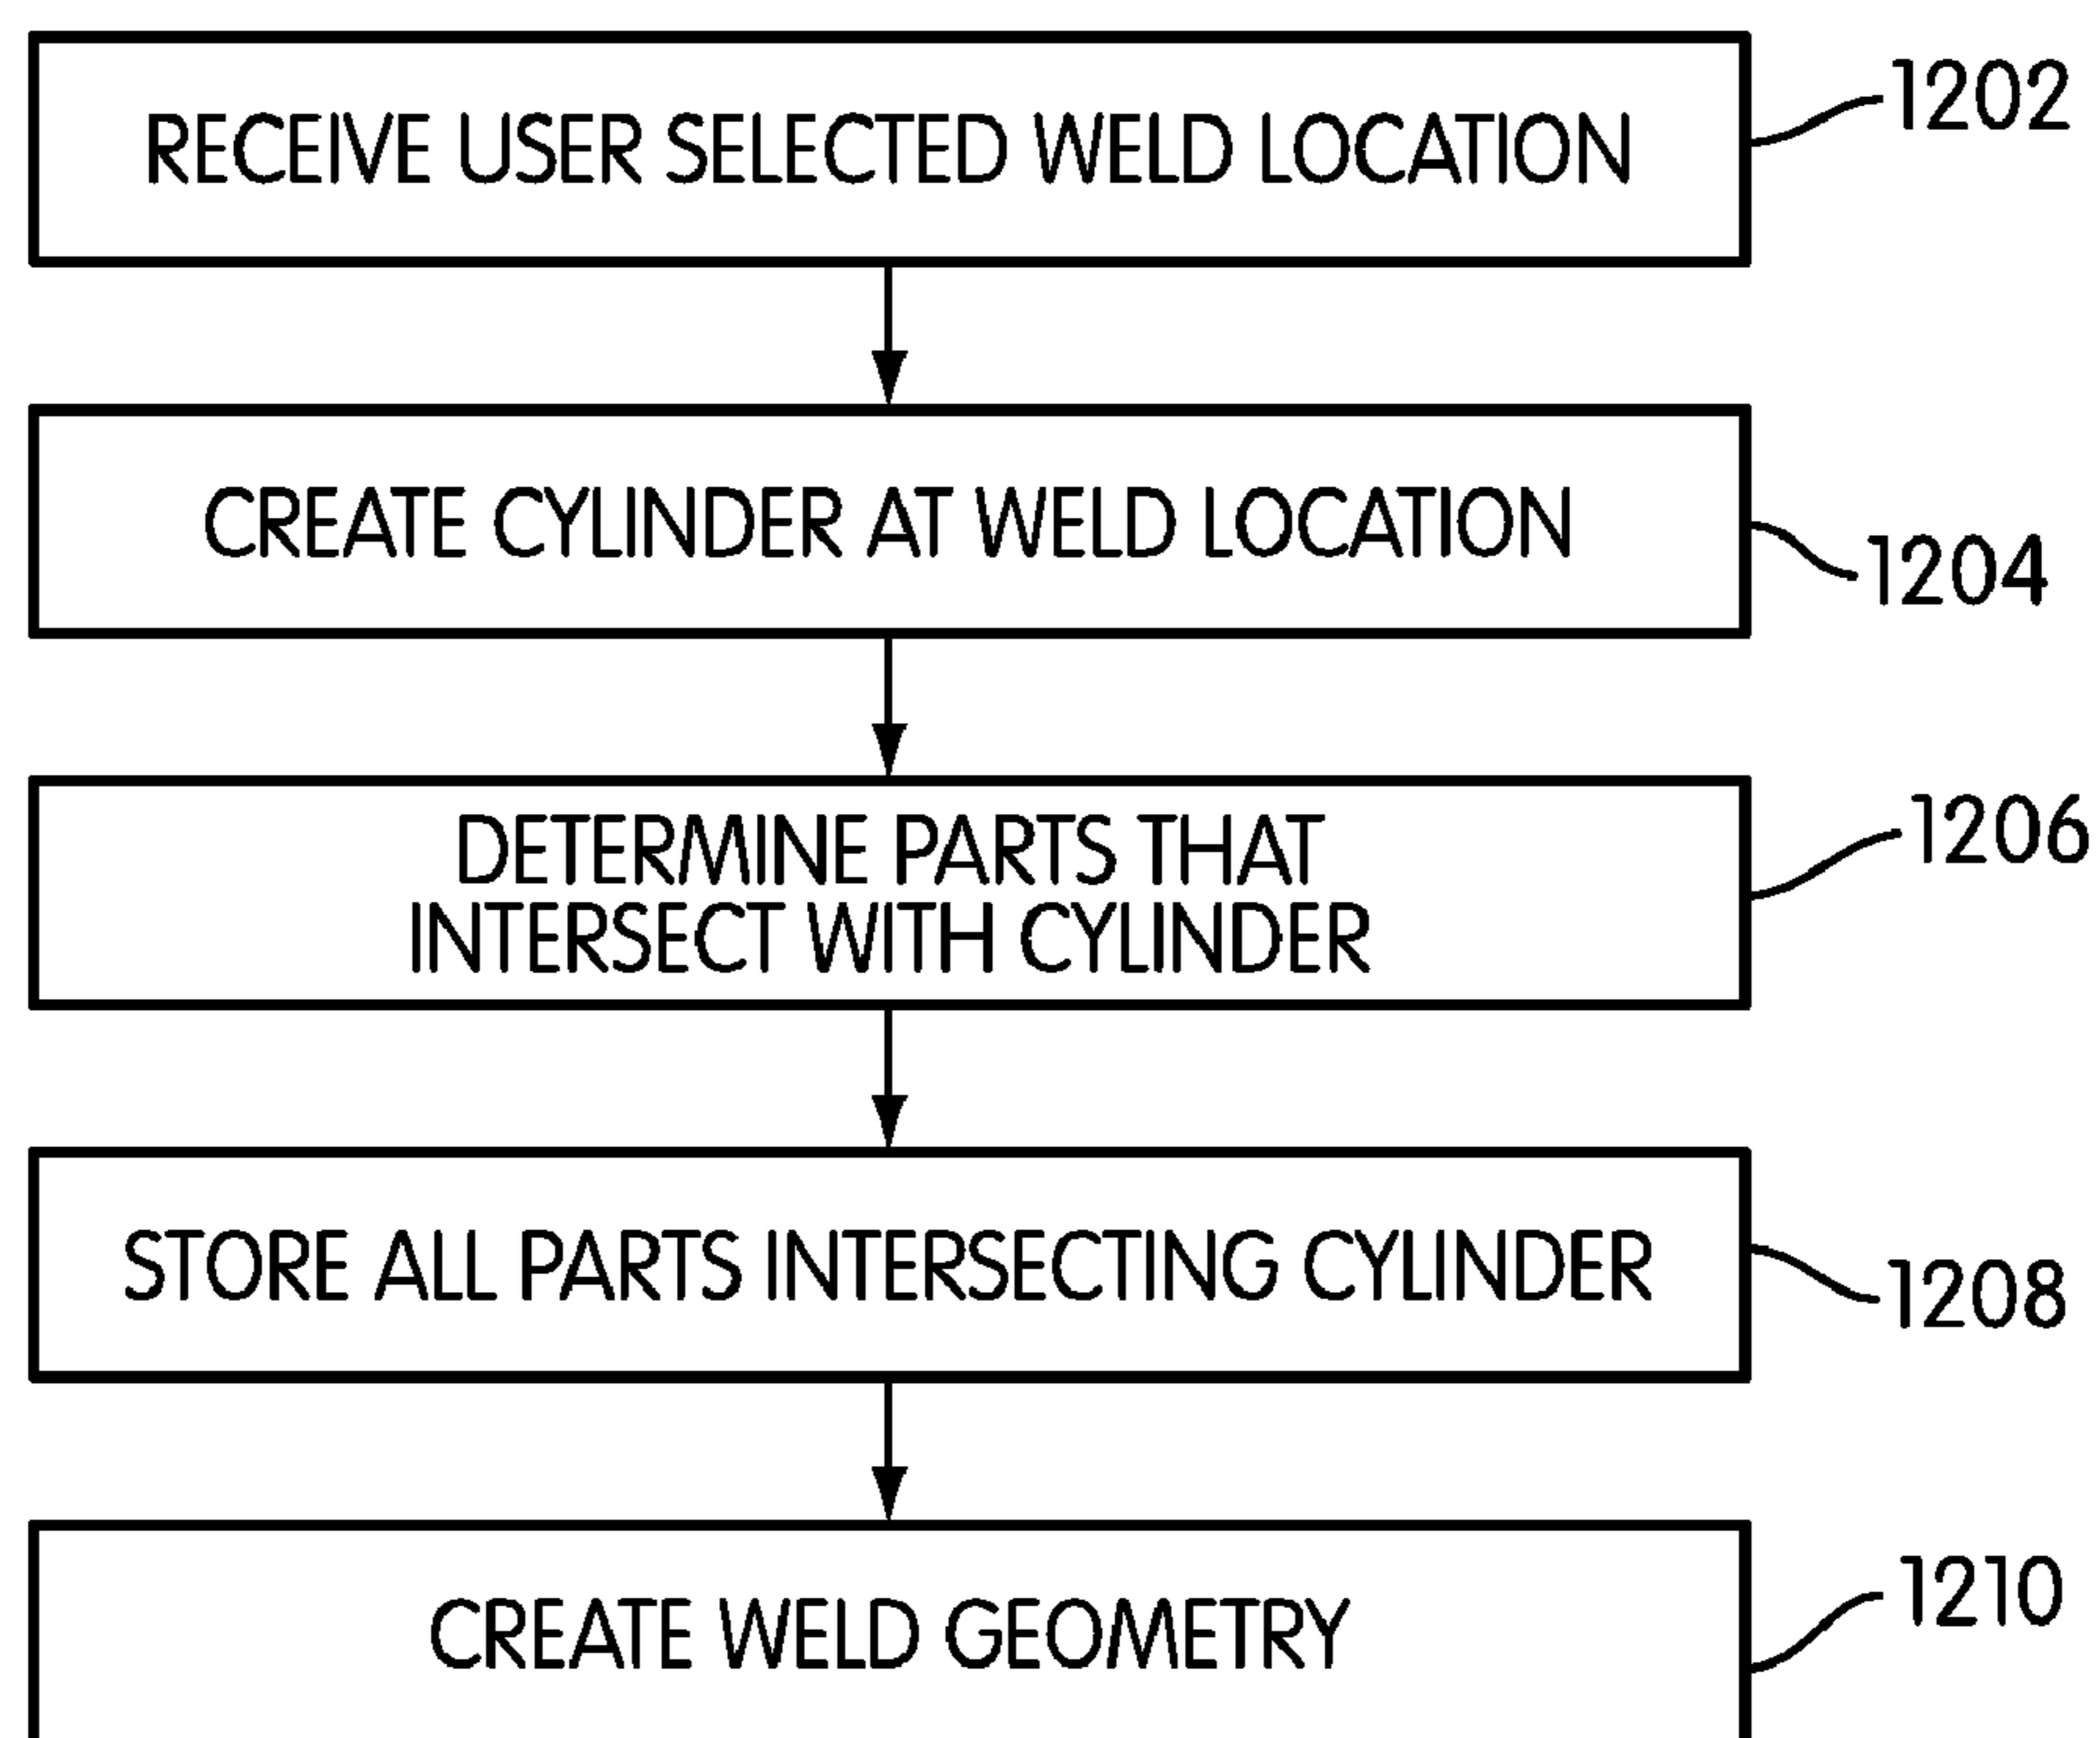 RECEIVE USER SELECTED WELD LOCATION
1202
CREATE CYLINDER AT WELD LOCATION
1204
DETERMINE PARTS THAT
INTERSECT WITH CYLINDER
1206
STORE ALL PARTS INTERSECTING CYLINDER
1208
CREATE WELD GEOMETRY
1210